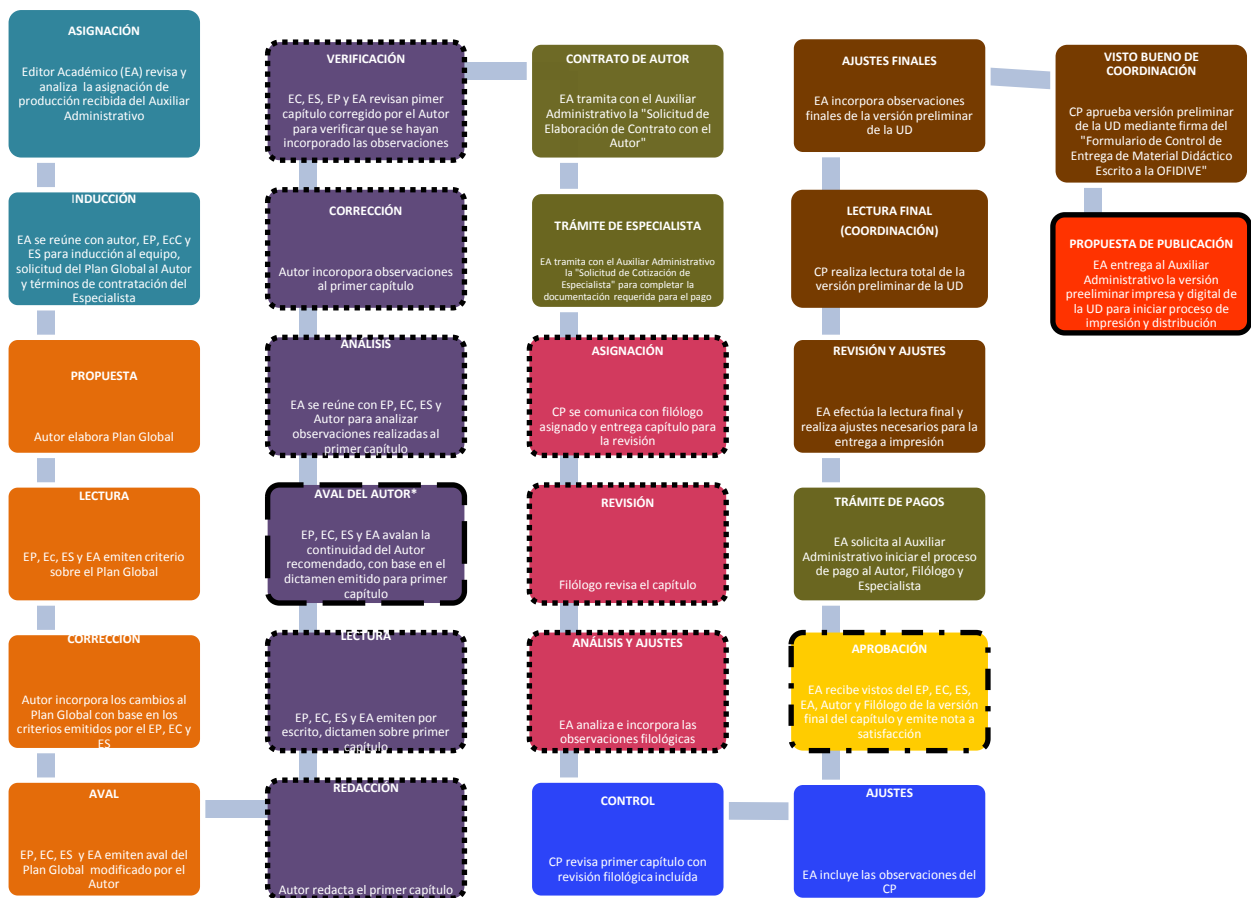 ASIGNACIÓN
Editor Académico (EA) revisa y
analiza la asignación de
producción recibida del Auxiliar
Administrativo
INDUCCIÓN
EA se reúne con autor, EP, EcC y
ES para inducción al equipo,
solicitud del Plan Global al Autor
y términos de contratación del
Especialista
PROPUESTA
Autor elabora Plan Global
LECTURA
EP, Ec, ES y EA emiten criterio
sobre el Plan Global
CORRECCIÓN
Autor incorpora los cambios al
Plan Global con base en los
criterios emitidos por el EP, EC y
ES
AVAL
EP, EC, ES y EA emiten aval del
Plan Global modificado por el
Autor
REDACCIÓN
Autor redacta el primer capítulo
LECTURA
EP, EC, ES y EA emiten por
escrito, dictamen sobre primer
capítulo
AVAL DEL AUTOR*
EP, EC, ES y EA avalan la
continuidad del Autor
recomendado, con base en el
dictamen emitido para primer
capítulo
ANÁLISIS
EA se reúne con EP, EC, ES y
Autor para analizar
observaciones realizadas al
primer capítulo
CORRECCIÓN
Autor incoropora observaciones
al primer capítulo
VERIFICACIÓN
EC, ES, EP y EA revisan pimer
capítulo corregido por el Autor
para verificar que se hayan
incorporado las observaciones
CONTRATO DE AUTOR
EA tramita con el Auxiliar
Administrativo la "Solicitud de
Elaboración de Contrato con el
Autor"
TRÁMITE DE ESPECIALISTA
EA tramita con el Auxiliar Administrativo
la "Solicitud de Cotización de
Especialista" para completar la
documentación requerida para el pago
ASIGNACIÓN
CP se comunica con filólogo
asignado y entrega capítulo para
la revisión
REVISIÓN
Filólogo revisa el capítulo
ANÁLISIS Y AJUSTES
EA analiza e incorpora las
observaciones filológicas
CONTROL
CP revisa primer capítulo con
revisión filológica incluída
AJUSTES
EA incluye las observaciones del
CP
APROBACIÓN
EA recibe vistos del EP, EC, ES,
EA, Autor y Filólogo de la versión
final del capítulo y emite nota a
satisfacción
TRÁMITE DE PAGOS
EA solicita al Auxiliar
Administrativo iniciar el proceso
de pago al Autor, Filólogo y
Especialista
REVISIÓN Y AJUSTES
EA efectúa la lectura final y
realiza ajustes necesarios para la
entrega a impresión
LECTURA FINAL
(COORDINACIÓN)
CP realiza lectura total de la
versión preliminar de la UD
AJUSTES FINALES
EA incorpora observaciones
finales de la versión preliminar
de la UD
VISTO BUENO DE
COORDINACIÓN
CP aprueba versión preliminar
de la UD mediante firma del
"Formulario de Control de
Entrega de Material Didáctico
Escrito a la OFIDIVE"
PROPUESTA DE PUBLICACIÓN
EA entrega al Auxiliar
Administrativo la versión
preeliminar impresa y digital de
la UD para iniciar proceso de
impresión y distribución